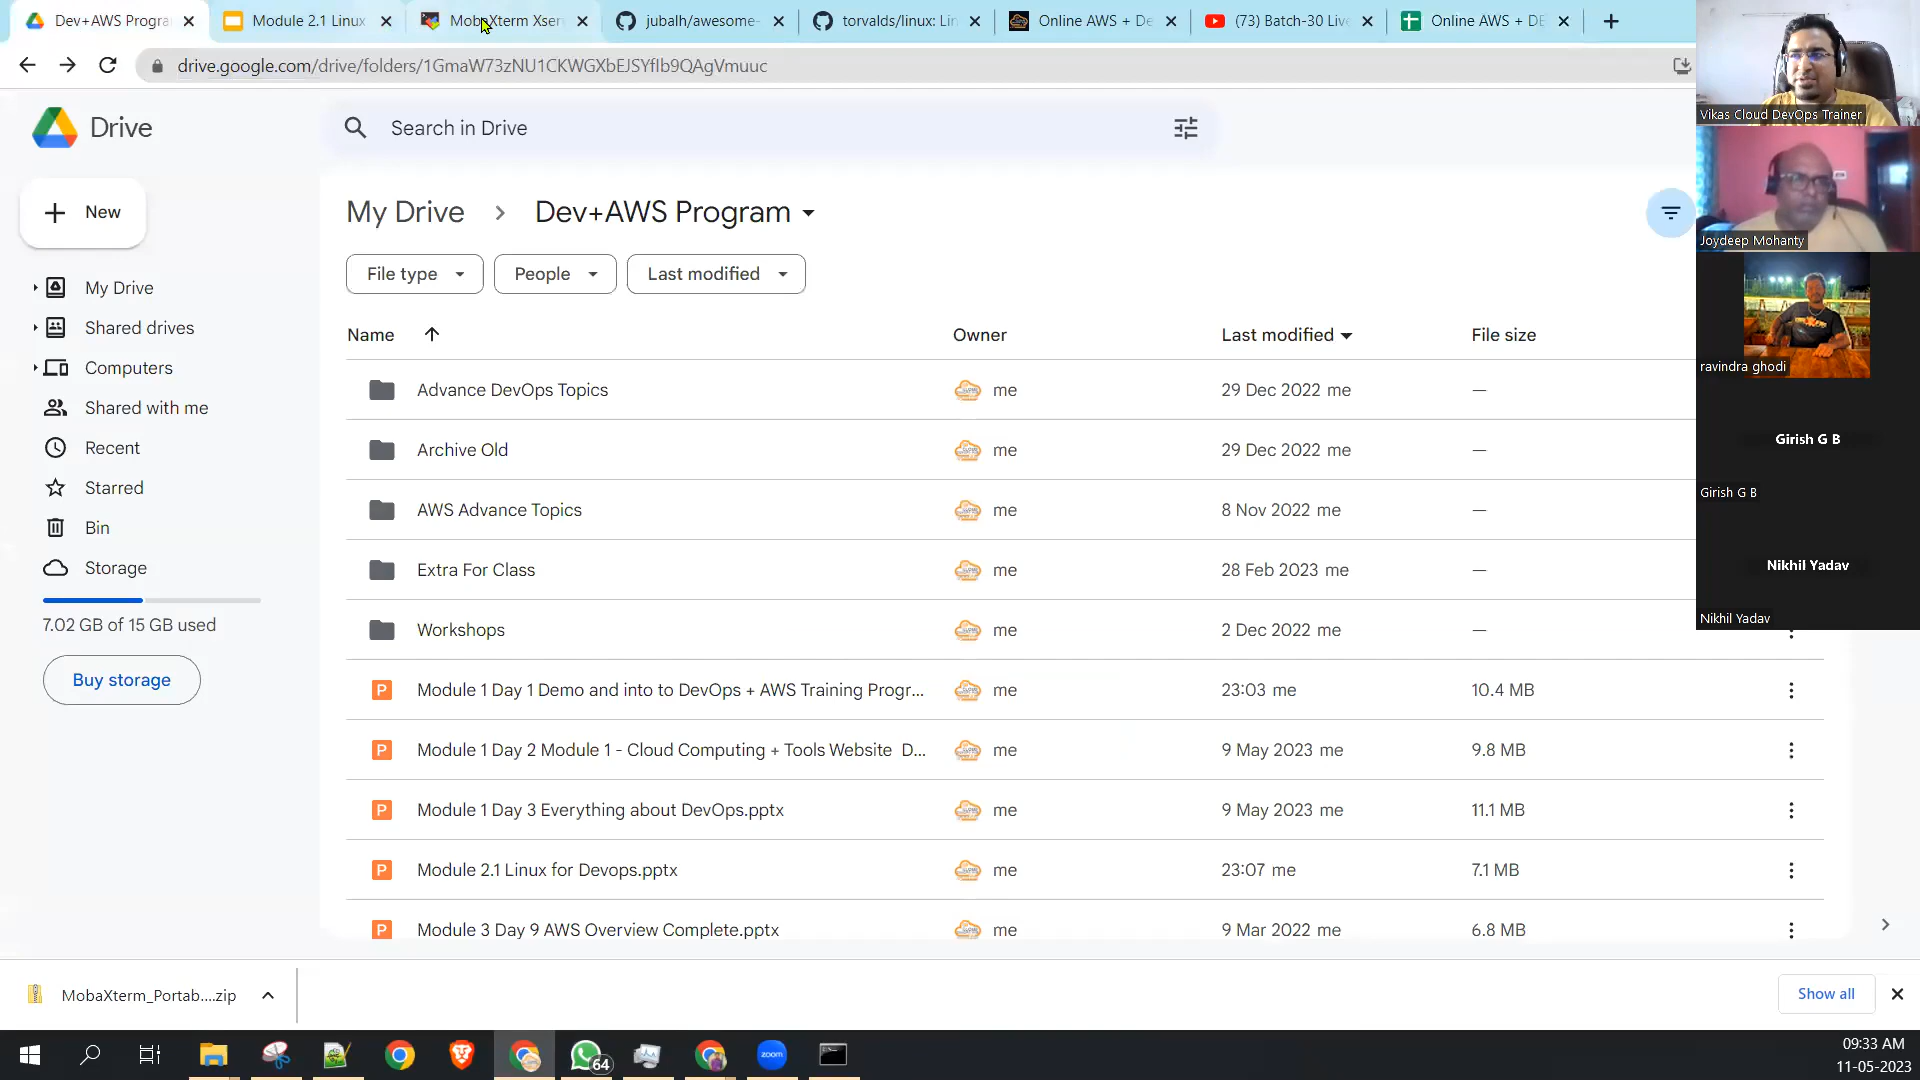 Dev+AWS Progra
Module 2.1 Linux
MobaXterm Xser
jubalh/awesome-
torvalds/linux: Lin
Online AWS + De
(73) Batch-30 Live
Online AWS + DE
drive.google.com/drive/folders/1GmaW73zNU1CKWGXbEJSYfIb9QAgVmuuc
Drive
Search in Drive
New
My Drive
Shared drives
Computers
Shared with me
Recent
Starred
Bin
Storage
7.02 GB of 15 GB used
Buy storage
My Drive > Dev+AWS Program
File type People Last modified
Name Owner Last modified File size
Advance DevOps Topics me 29 Dec 2022 me —
Archive Old me 29 Dec 2022 me —
AWS Advance Topics me 8 Nov 2022 me —
Extra For Class me 28 Feb 2023 me —
Workshops me 2 Dec 2022 me —
Module 1 Day 1 Demo and into to DevOps + AWS Training Progr... me 23:03 me 10.4 MB
Module 1 Day 2 Module 1 - Cloud Computing + Tools Website D... me 9 May 2023 me 9.8 MB
Module 1 Day 3 Everything about DevOps.pptx me 9 May 2023 me 11.1 MB
Module 2.1 Linux for Devops.pptx me 23:07 me 7.1 MB
Module 3 Day 9 AWS Overview Complete.pptx me 9 Mar 2022 me 6.8 MB
Vikas Cloud DevOps Trainer
Joydeep Mohanty
ravindra ghodi
Girish G B
Girish G B
Nikhil Yadav
Nikhil Yadav
MobaXterm_Portab....zip
Show all
64
zoom
09:33 AM
11-05-2023